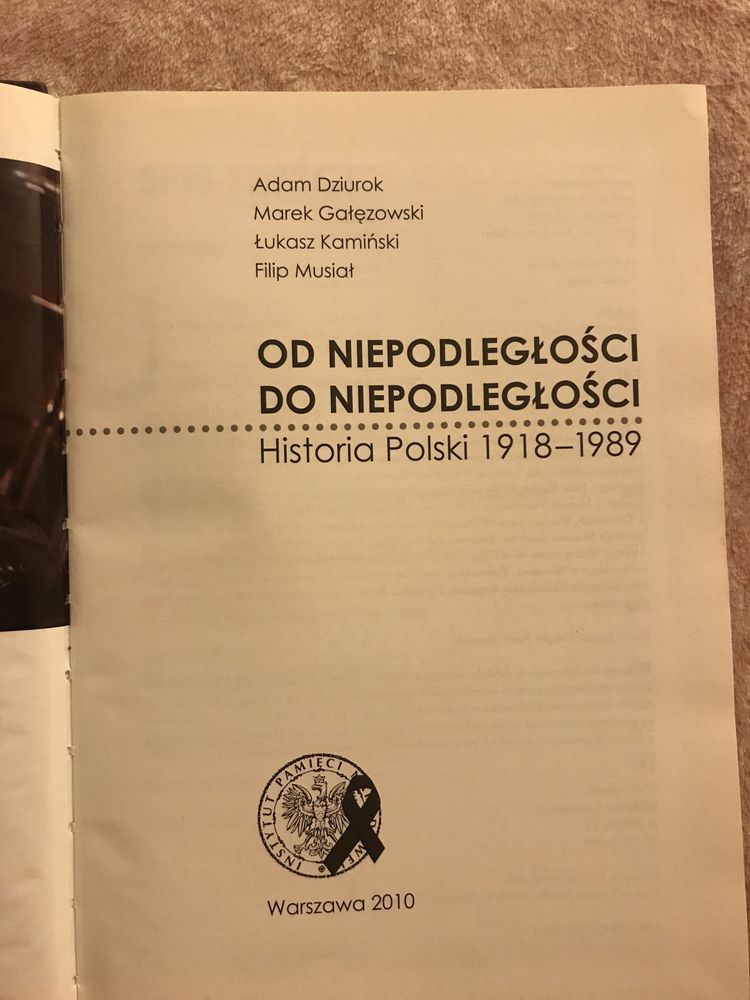 Adam Dziurok
Marek Gałęzowski
Łukasz Kamiński
Filip Musiał
OD NIEPODLEGŁOŚCI
DO NIEPODLEGŁOŚCI
Historia Polski 1918–1989
INSTYTUT PAMIĘCI
Warszawa 2010